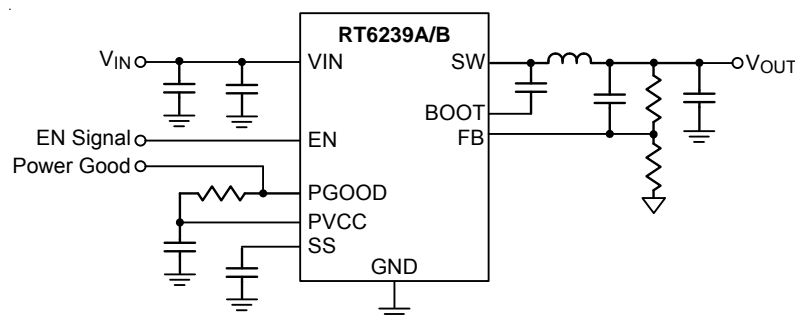 RT6239A/B
VIN
VIN
SW
VOUT
BOOT
EN Signal
EN
FB
Power Good
PGOOD
PVCC
SS
GND